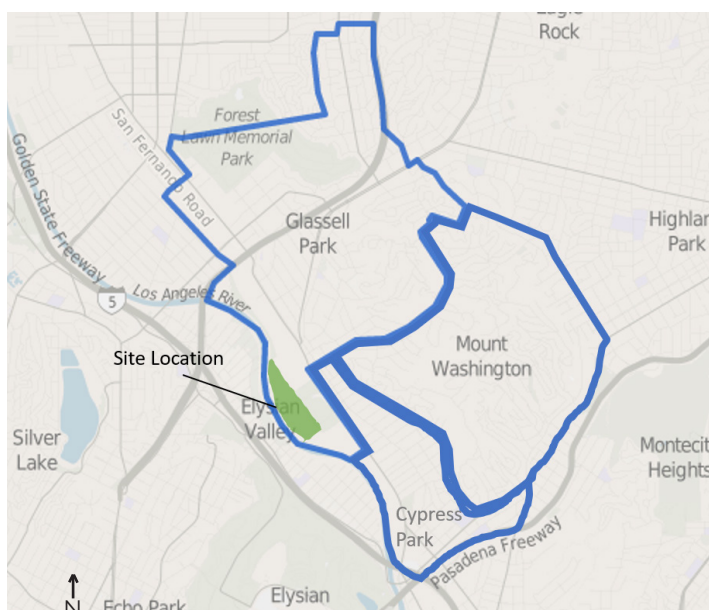 Eagle
Rock
Forest
Lawn Memorial
Park
San Fernando Road
Golden State Freeway
Glassell
Park
Highlan
Park
5
Los Angeles River
Site Location
Mount
Washington
Elysian
Valley
Silver
Lake
Montecit
Heights
Cypress
Park
Pasadena Freeway
N
Echo Park
Elysian